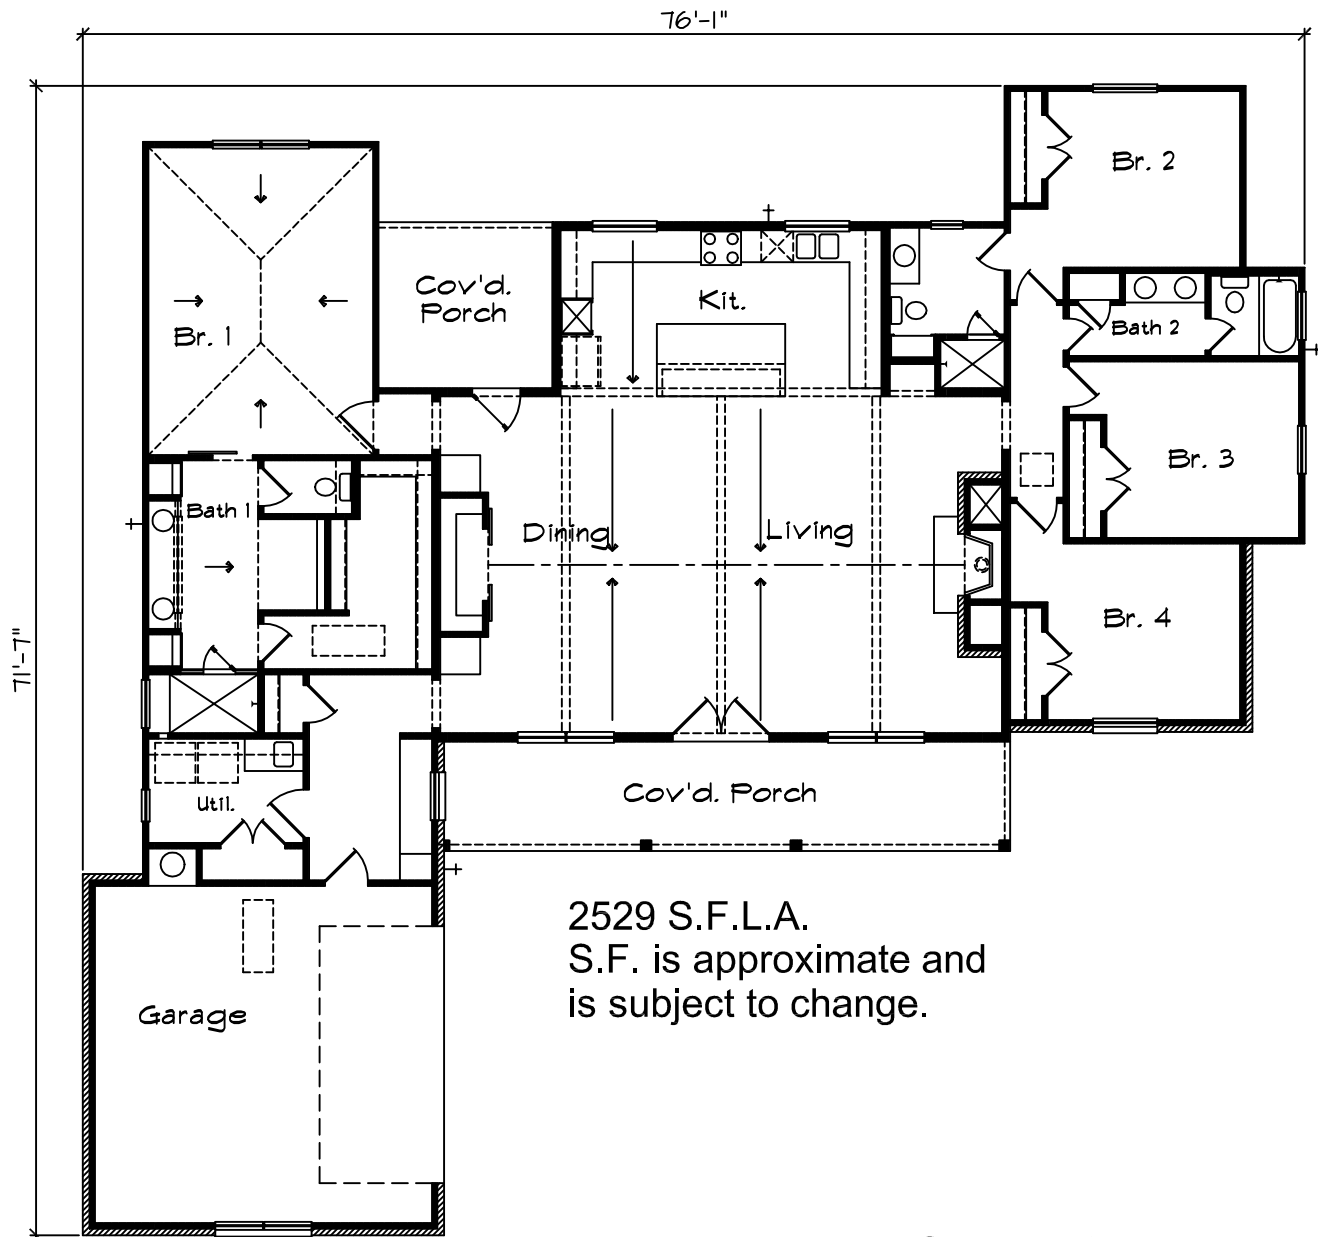 76'-1"
Br. 2
Cov'd.
Porch
Kit.
Br. 1
Bath 2
Br. 3
Bath 1
Dining
Living
Br. 4
71'-7"
Util.
Cov'd. Porch
2529 S.F.L.A.
S.F. is approximate and
is subject to change.
Garage